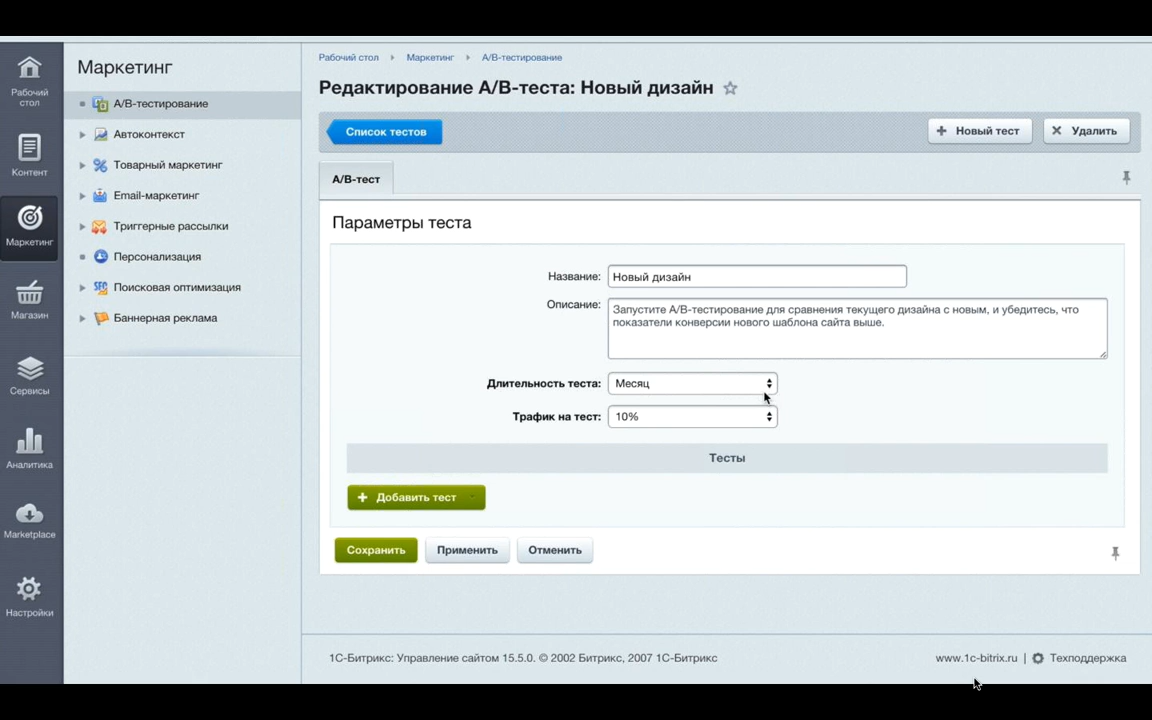 Рабочий стол
Контент
Маркетинг
Магазин
Сервисы
Аналитика
Marketplace
Настройки
Маркетинг
А/В-тестирование
Автоконтекст
Товарный маркетинг
Email-маркетинг
Триггерные рассылки
Персонализация
Поисковая оптимизация
Баннерная реклама
Рабочий стол Маркетинг А/В-тестирование
Редактирование А/В-теста: Новый дизайн
Список тестов
Новый тест
Удалить
А/В-тест
Параметры теста
Название: Новый дизайн
Описание: Запустите А/В-тестирование для сравнения текущего дизайна с новым, и убедитесь, что
показатели конверсии нового шаблона сайта выше.
Длительность теста: Месяц
Трафик на тест: 10%
Тесты
Добавить тест
Сохранить Применить Отменить
1С-Битрикс: Управление сайтом 15.5.0. © 2002 Битрикс, 2007 1С-Битрикс
www.1c-bitrix.ru | Техподдержка